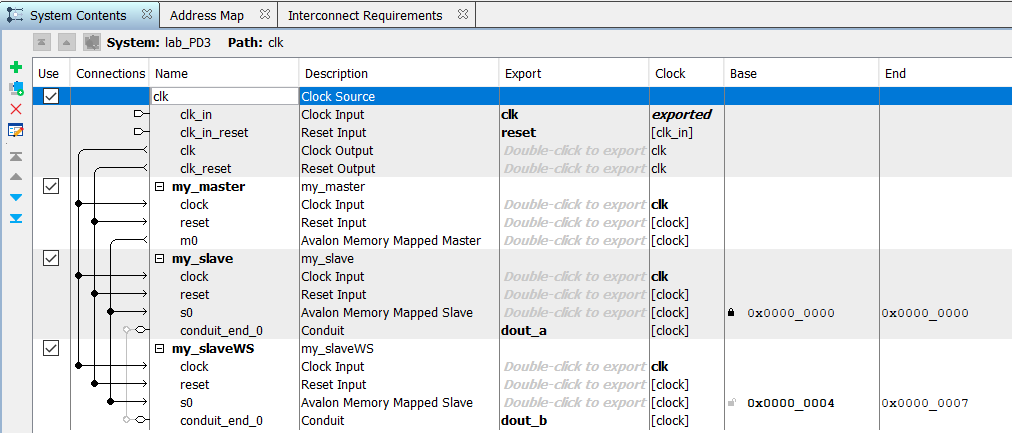 System Contents Address Map Interconnect Requirements
System: lab_PD3 Path: clk
Use Connections Name Description Export Clock Base End
clk Clock Source
clk_in Clock Input clk exported
clk_in_reset Reset Input reset [clk_in]
clk Clock Output Double-click to export clk
clk_reset Reset Output Double-click to export clk
my_master my_master
clock Clock Input Double-click to export clk
reset Reset Input Double-click to export [clock]
m0 Avalon Memory Mapped Master Double-click to export [clock]
my_slave my_slave
clock Clock Input Double-click to export clk
reset Reset Input Double-click to export [clock]
s0 Avalon Memory Mapped Slave Double-click to export [clock] 0x0000_0000 0x0000_0000
conduit_end_0 Conduit dout_a [clock]
my_slaveWS my_slaveWS
clock Clock Input Double-click to export clk
reset Reset Input Double-click to export [clock]
s0 Avalon Memory Mapped Slave Double-click to export [clock] 0x0000_0004 0x0000_0007
conduit_end_0 Conduit dout_b [clock]